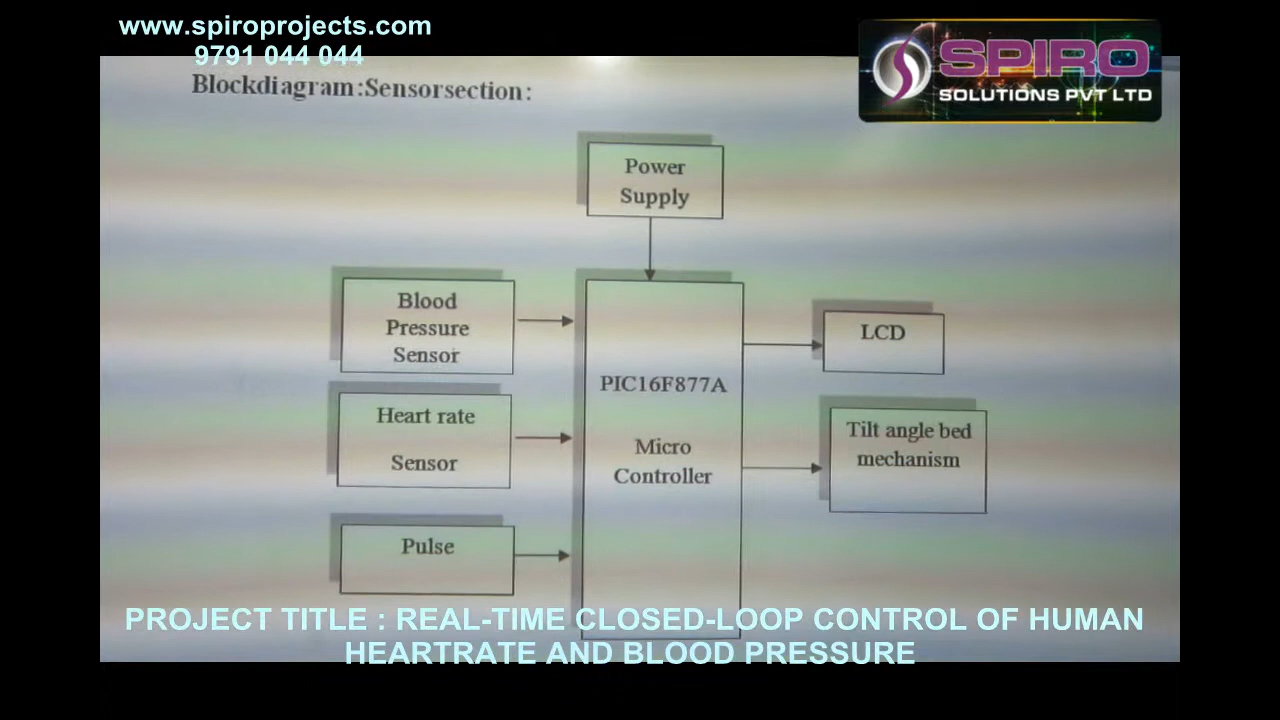 www.spiroprojects.com
9791 044 044
SPIRO
SOLUTIONS PVT LTD
Blockdiagram:Sensorsection:
Power
Supply
Blood
Pressure
Sensor
Heart rate
Sensor
Pulse
PIC16F877A
Micro
Controller
LCD
Tilt angle bed
mechanism
PROJECT TITLE : REAL-TIME CLOSED-LOOP CONTROL OF HUMAN
HEARTRATE AND BLOOD PRESSURE